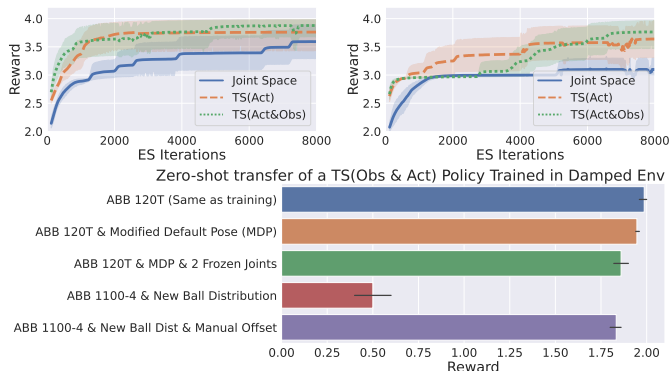 4.0
3.5
3.0
2.5
2.0
Reward
Joint Space
TS(Act)
TS(Act&Obs)
0 2000 4000 6000 8000
ES Iterations
4.0
3.5
3.0
2.5
2.0
Reward
Joint Space
TS(Act)
TS(Act&Obs)
0 2000 4000 6000 8000
ES Iterations
Zero-shot transfer of a TS(Obs & Act) Policy Trained in Damped Env
ABB 120T (Same as training)
ABB 120T & Modified Default Pose (MDP)
ABB 120T & MDP & 2 Frozen Joints
ABB 1100-4 & New Ball Distribution
ABB 1100-4 & New Ball Dist & Manual Offset
0.00 0.25 0.50 0.75 1.00 1.25 1.50 1.75 2.00
Reward